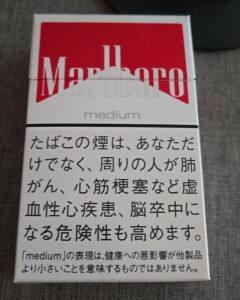 Marlboro
medium
たばこの煙は、あなただ
けでなく、周りの人が肺
がん、心筋梗塞など虚
血性心疾患、脳卒中に
なる危険性も高めます。
「medium」の表現は、健康への悪影響が他製品
より小さいことを意味するものではありません。